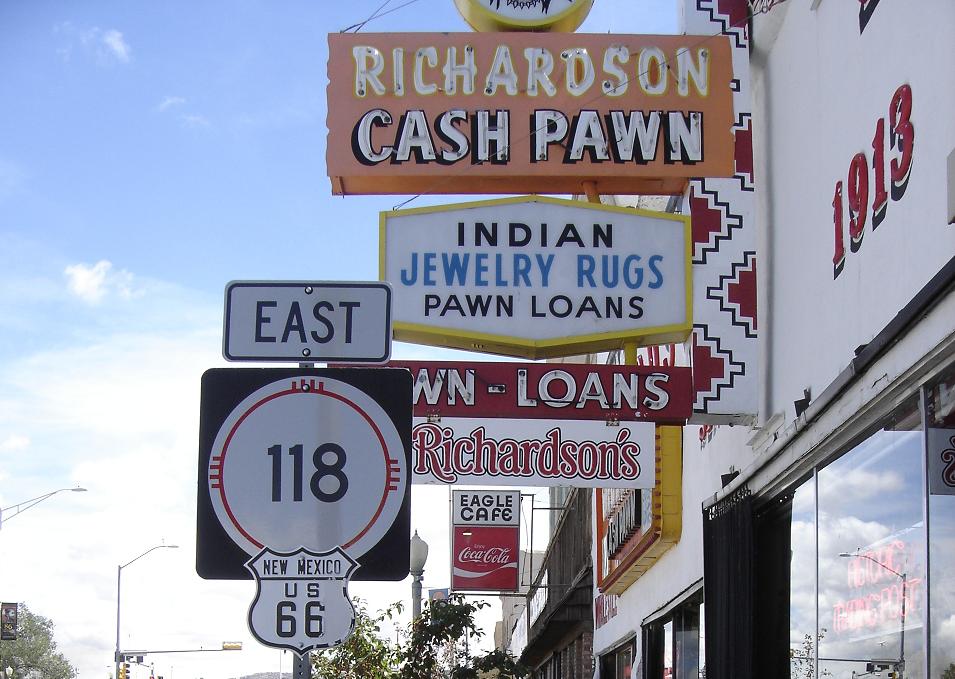 RICHARDSON
CASH PAWN
INDIAN
JEWELRY RUGS
PAWN LOANS
WN - LOANS
Richardson's
EAGLE
CAFE
Enjoy
Coca-Cola
EAST
118
NEW MEXICO
US
66
1913